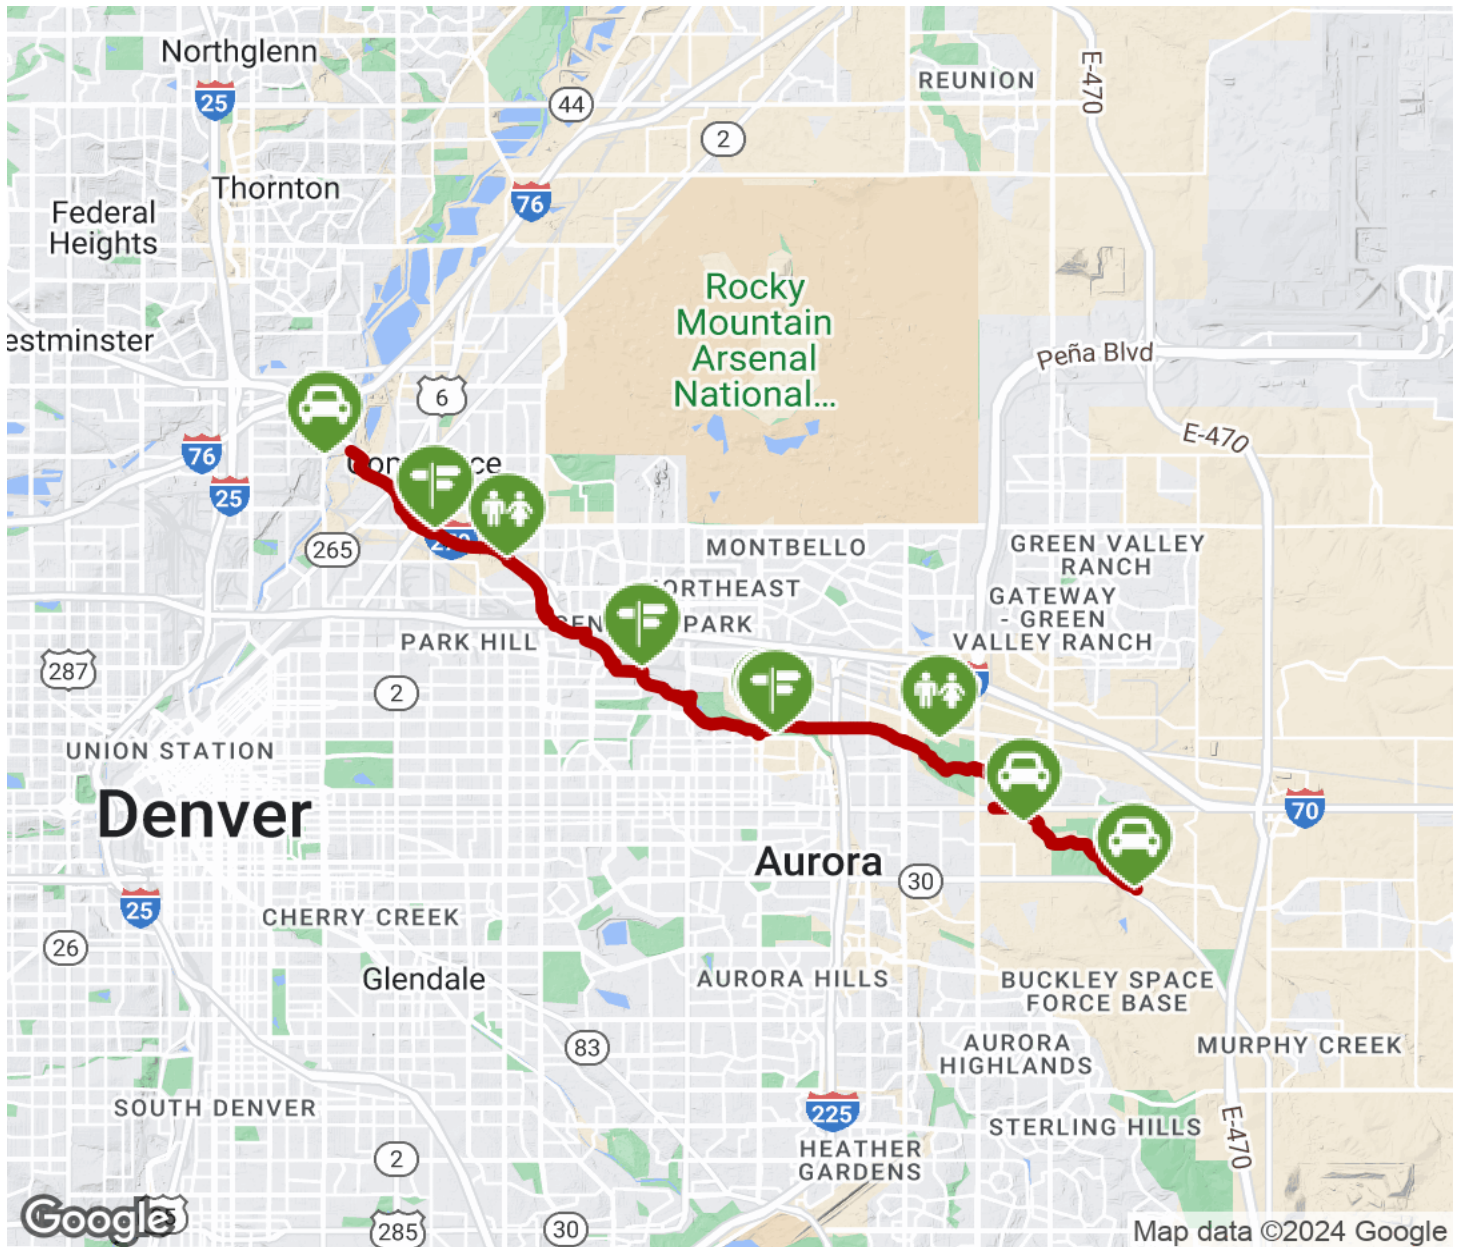 Northglenn
25
REUNION
E-470
44
2
Thornton
76
Federal
Heights
Rocky
Mountain
Arsenal
National...
estminster
Peña Blvd
6
E-470
76
25
265
MONTBELLO
GREEN VALLEY
RANCH
GATEWAY
- GREEN
VALLEY RANCH
PARK HILL
PARK
287
2
UNION STATION
Denver
70
Aurora
30
25
CHERRY CREEK
26
Glendale
AURORA HILLS
BUCKLEY SPACE
FORCE BASE
83
AURORA
HIGHLANDS
MURPHY CREEK
SOUTH DENVER
225
STERLING HILLS
E-470
2
HEATHER
GARDENS
Google
285
30
Map data ©2024 Google